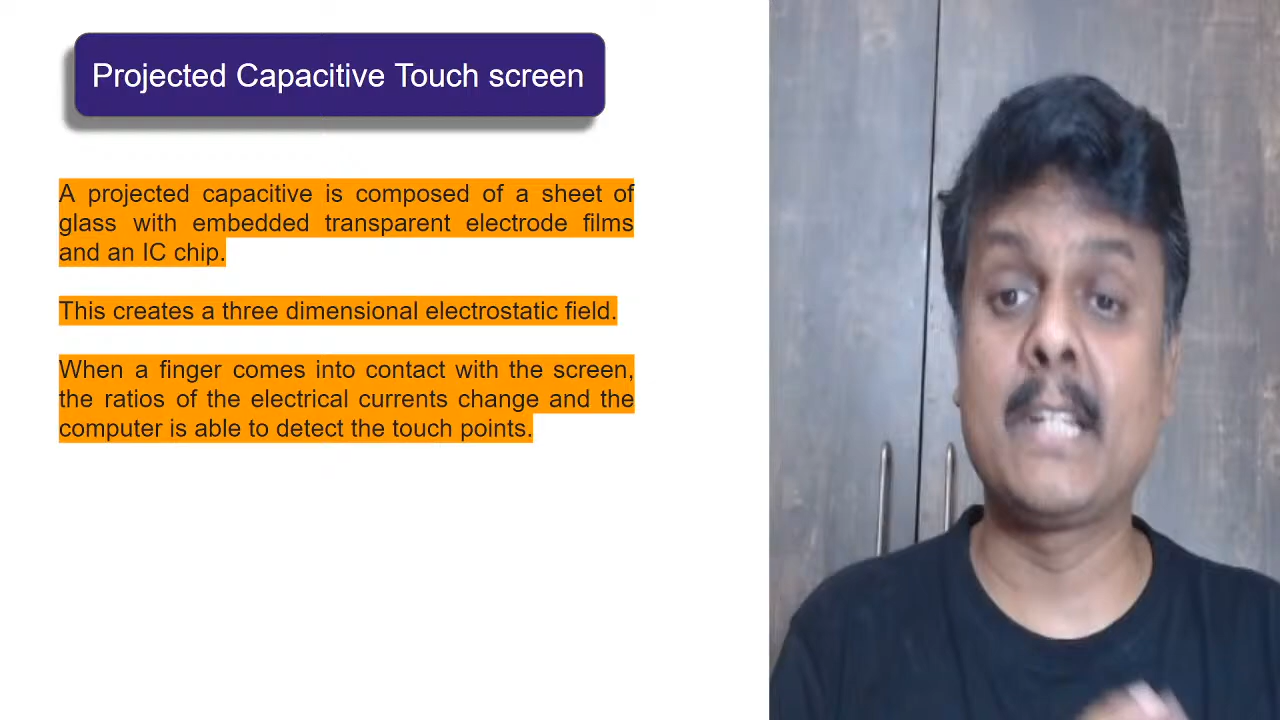 Projected Capacitive Touch screen
A projected capacitive is composed of a sheet of
glass with embedded transparent electrode films
and an IC chip.
This creates a three dimensional electrostatic field.
When a finger comes into contact with the screen,
the ratios of the electrical currents change and the
computer is able to detect the touch points.